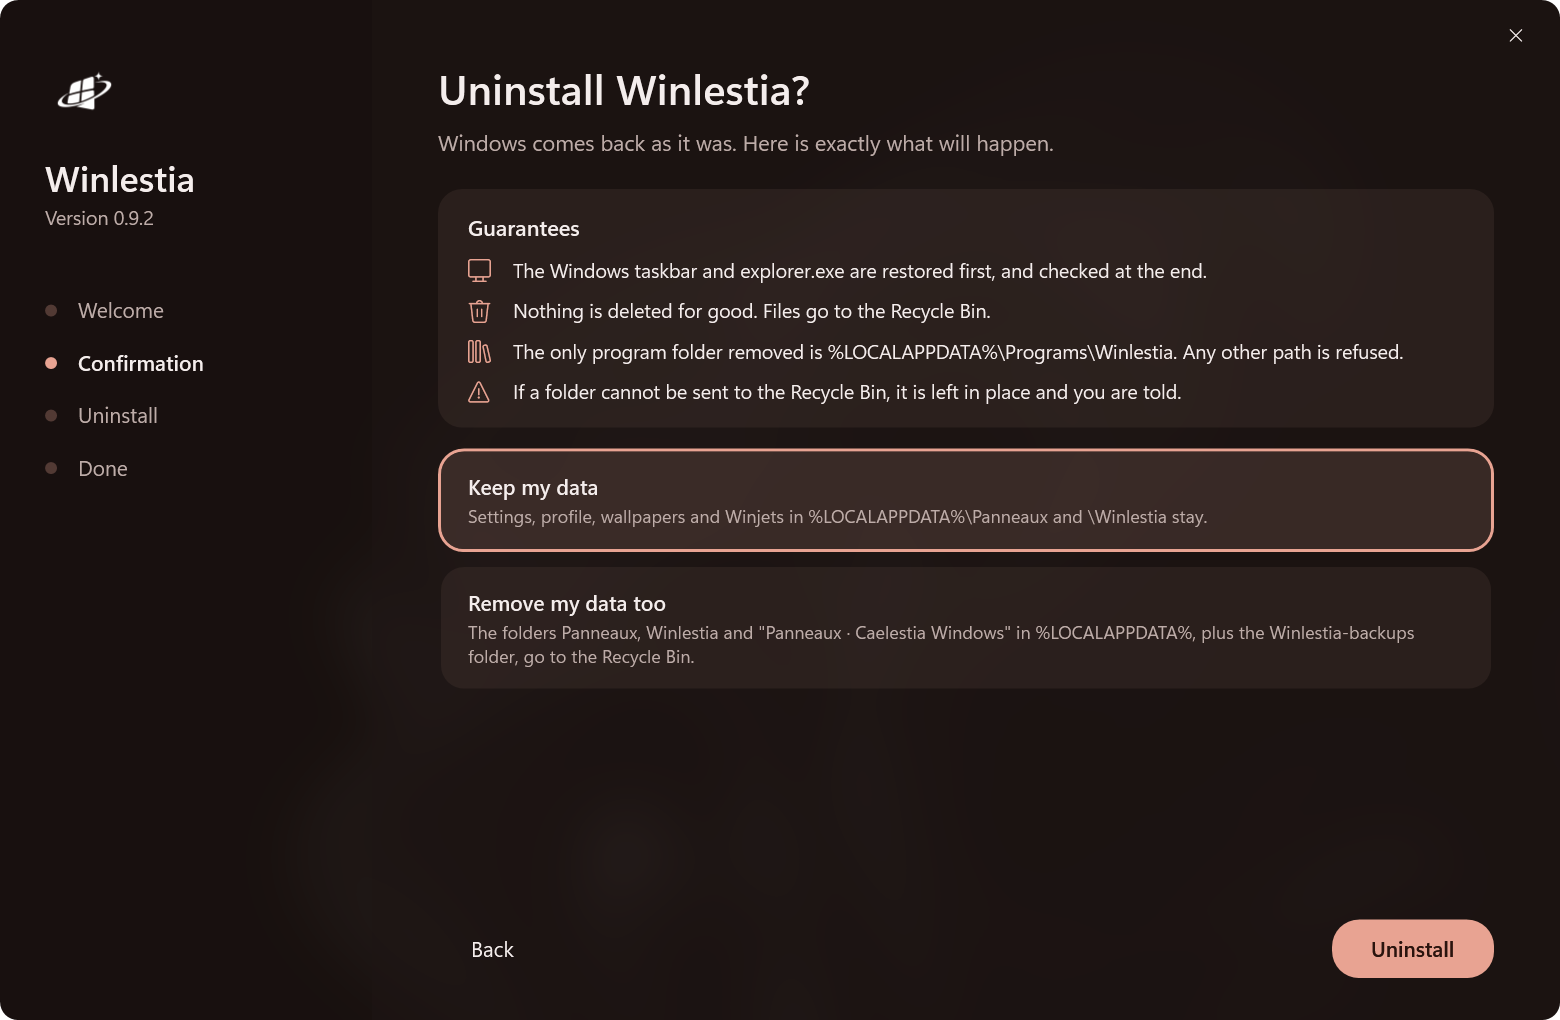 Winlestia
Version 0.9.2
Welcome
Confirmation
Uninstall
Done
Uninstall Winlestia?
Windows comes back as it was. Here is exactly what will happen.
Guarantees
The Windows taskbar and explorer.exe are restored first, and checked at the end.
Nothing is deleted for good. Files go to the Recycle Bin.
The only program folder removed is %LOCALAPPDATA%\Programs\Winlestia. Any other path is refused.
If a folder cannot be sent to the Recycle Bin, it is left in place and you are told.
Keep my data
Settings, profile, wallpapers and Winjets in %LOCALAPPDATA%\Panneaux and \Winlestia stay.
Remove my data too
The folders Panneaux, Winlestia and "Panneaux · Caelestia Windows" in %LOCALAPPDATA%, plus the Winlestia-backups
folder, go to the Recycle Bin.
Back
Uninstall